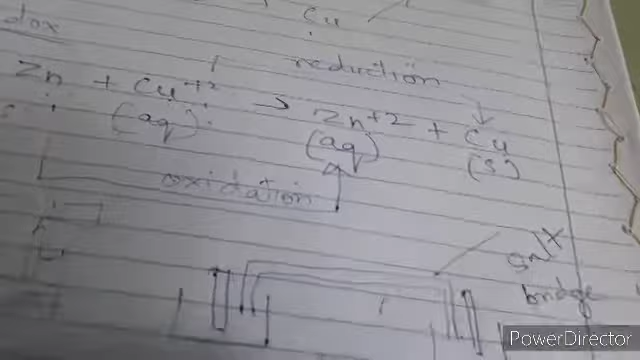 Cu
dox
reduction
Zn + Cu+2 → Zn+2 + Cu
(aq) (aq) (s)
oxidation
salt
bridge
PowerDirector